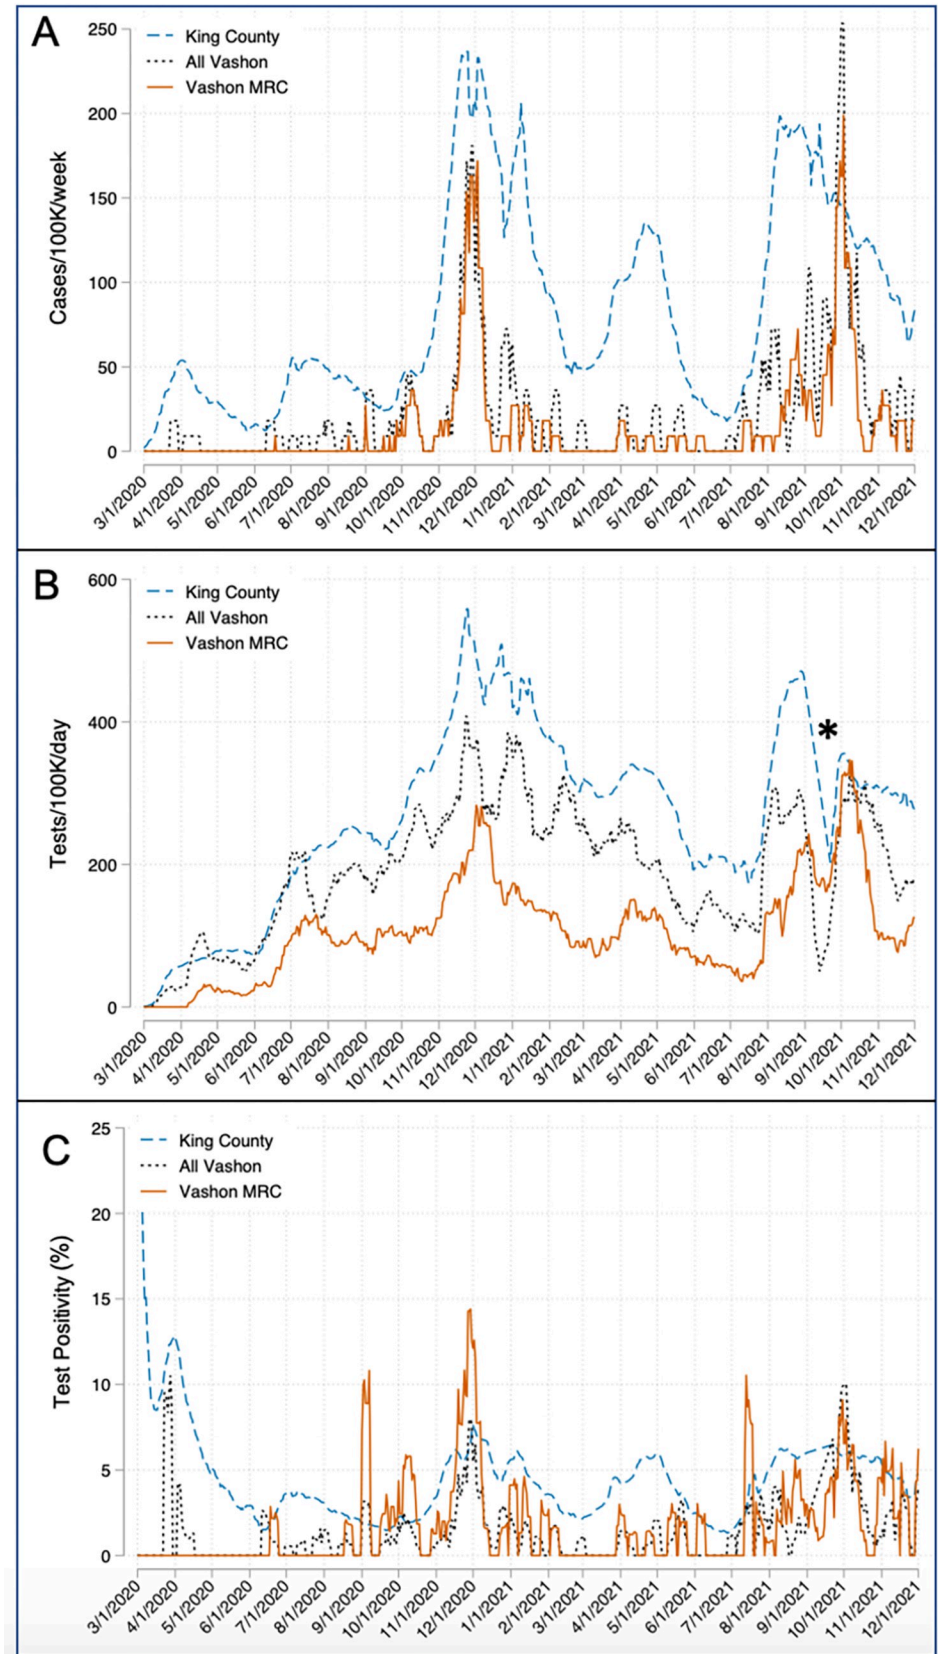 A
King County
All Vashon
Vashon MRC
Cases/100K/week
250
200
150
100
50
0
3/1/2020 4/1/2020 5/1/2020 6/1/2020 7/1/2020 8/1/2020 9/1/2020 10/1/2020 11/1/2020 12/1/2020 1/1/2021 2/1/2021 3/1/2021 4/1/2021 5/1/2021 6/1/2021 7/1/2021 8/1/2021 9/1/2021 10/1/2021 11/1/2021 12/1/2021
B
King County
All Vashon
Vashon MRC
Tests/100K/day
600
400
200
0
*
3/1/2020 4/1/2020 5/1/2020 6/1/2020 7/1/2020 8/1/2020 9/1/2020 10/1/2020 11/1/2020 12/1/2020 1/1/2021 2/1/2021 3/1/2021 4/1/2021 5/1/2021 6/1/2021 7/1/2021 8/1/2021 9/1/2021 10/1/2021 11/1/2021 12/1/2021
C
King County
All Vashon
Vashon MRC
Test Positivity (%)
25
20
15
10
5
0
3/1/2020 4/1/2020 5/1/2020 6/1/2020 7/1/2020 8/1/2020 9/1/2020 10/1/2020 11/1/2020 12/1/2020 1/1/2021 2/1/2021 3/1/2021 4/1/2021 5/1/2021 6/1/2021 7/1/2021 8/1/2021 9/1/2021 10/1/2021 11/1/2021 12/1/2021